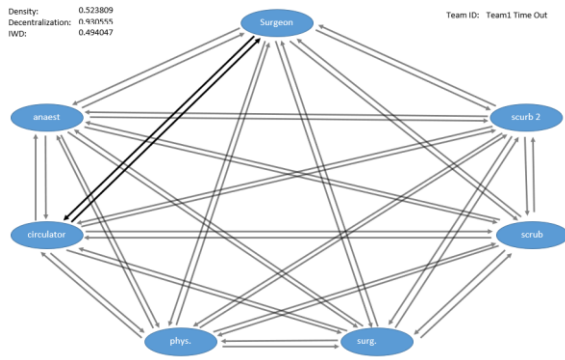 Density: 0.523809
Decentralization: 0.930555
IWD: 0.494047
Team ID: Team1 Time Out
Surgeon
anaest
scurb 2
circulator
scrub
phys.
surg.